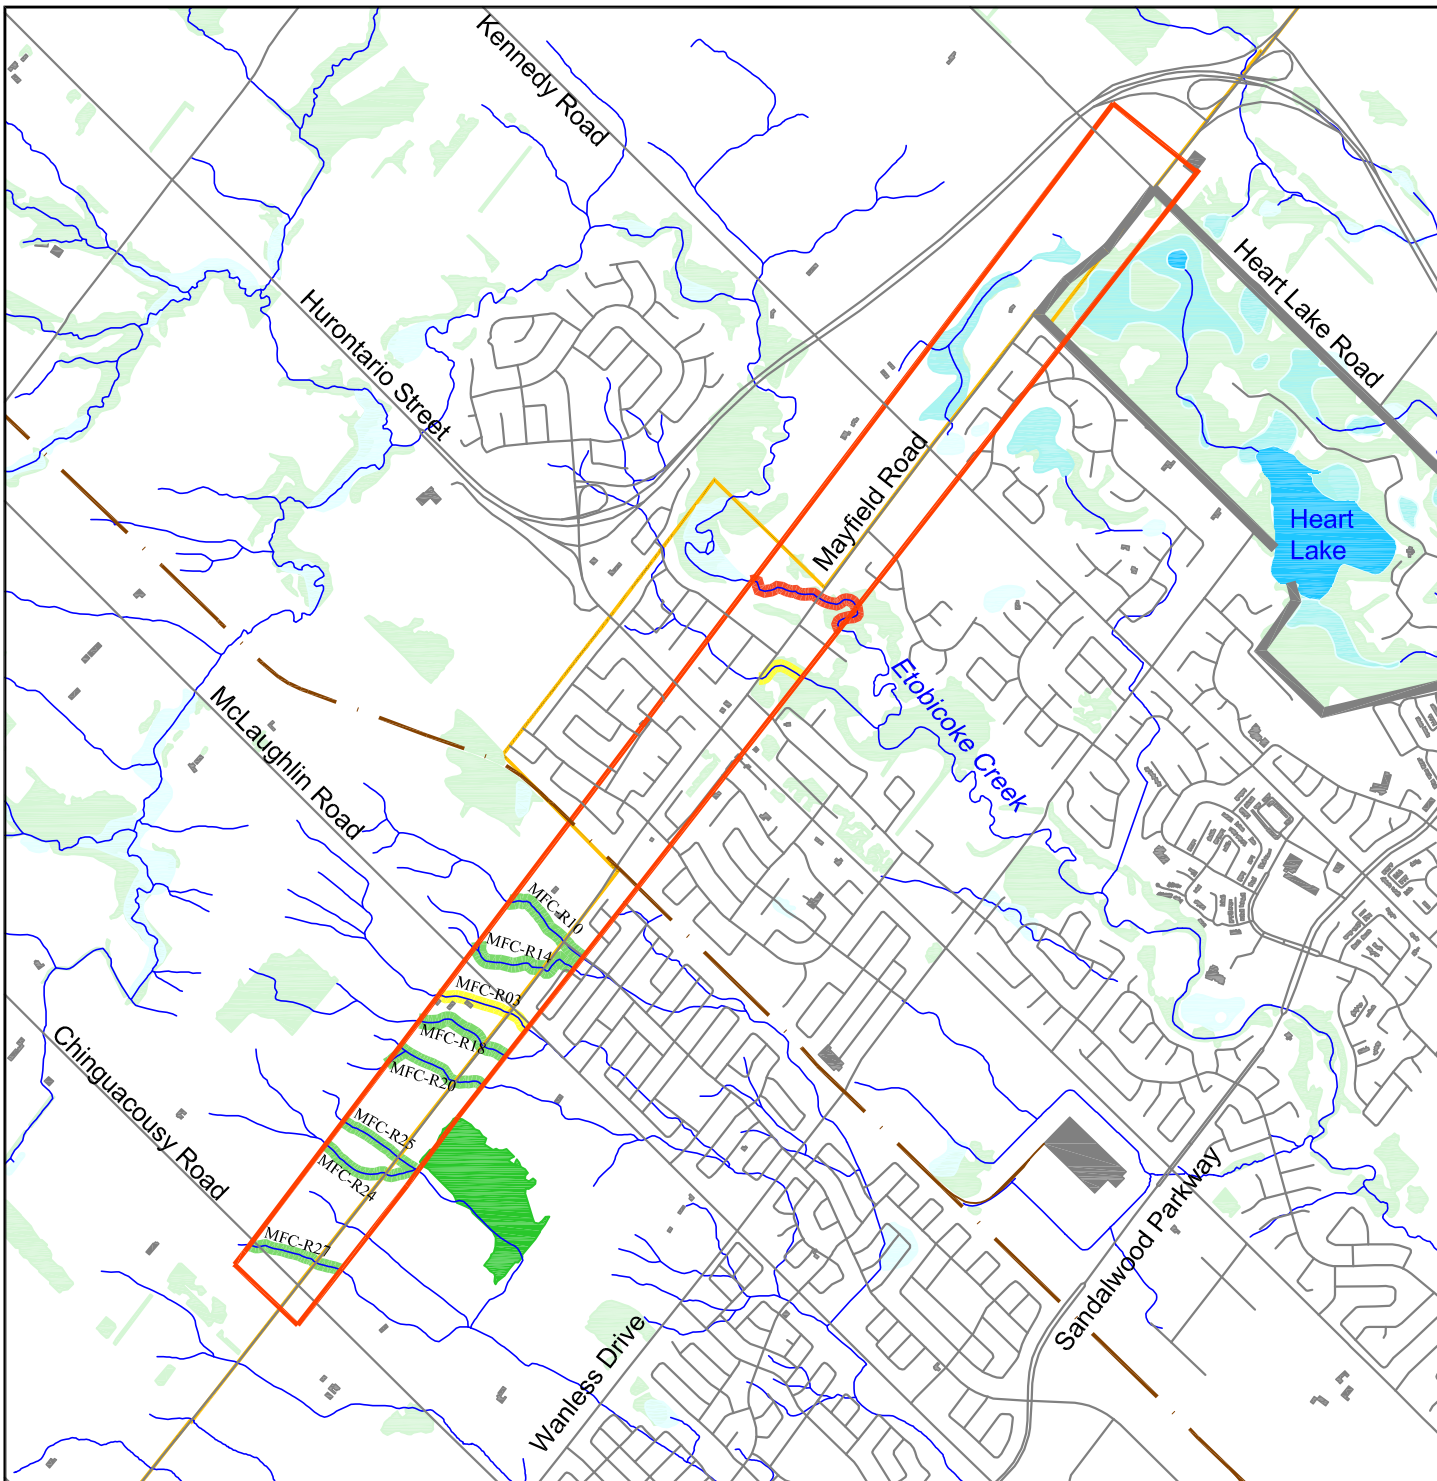 Kennedy Road
Heart Lake Road
Hurontario Street
Mayfield Road
Heart
Lake
Etobicoke Creek
McLaughlin Road
MFC-R10
MFC-R14
MFC-R03
MFC-R18
MFC-R20
Chinguacousy Road
MFC-R25
MFC-R24
MFC-R27
Sandalwood Parkway
Wanless Drive